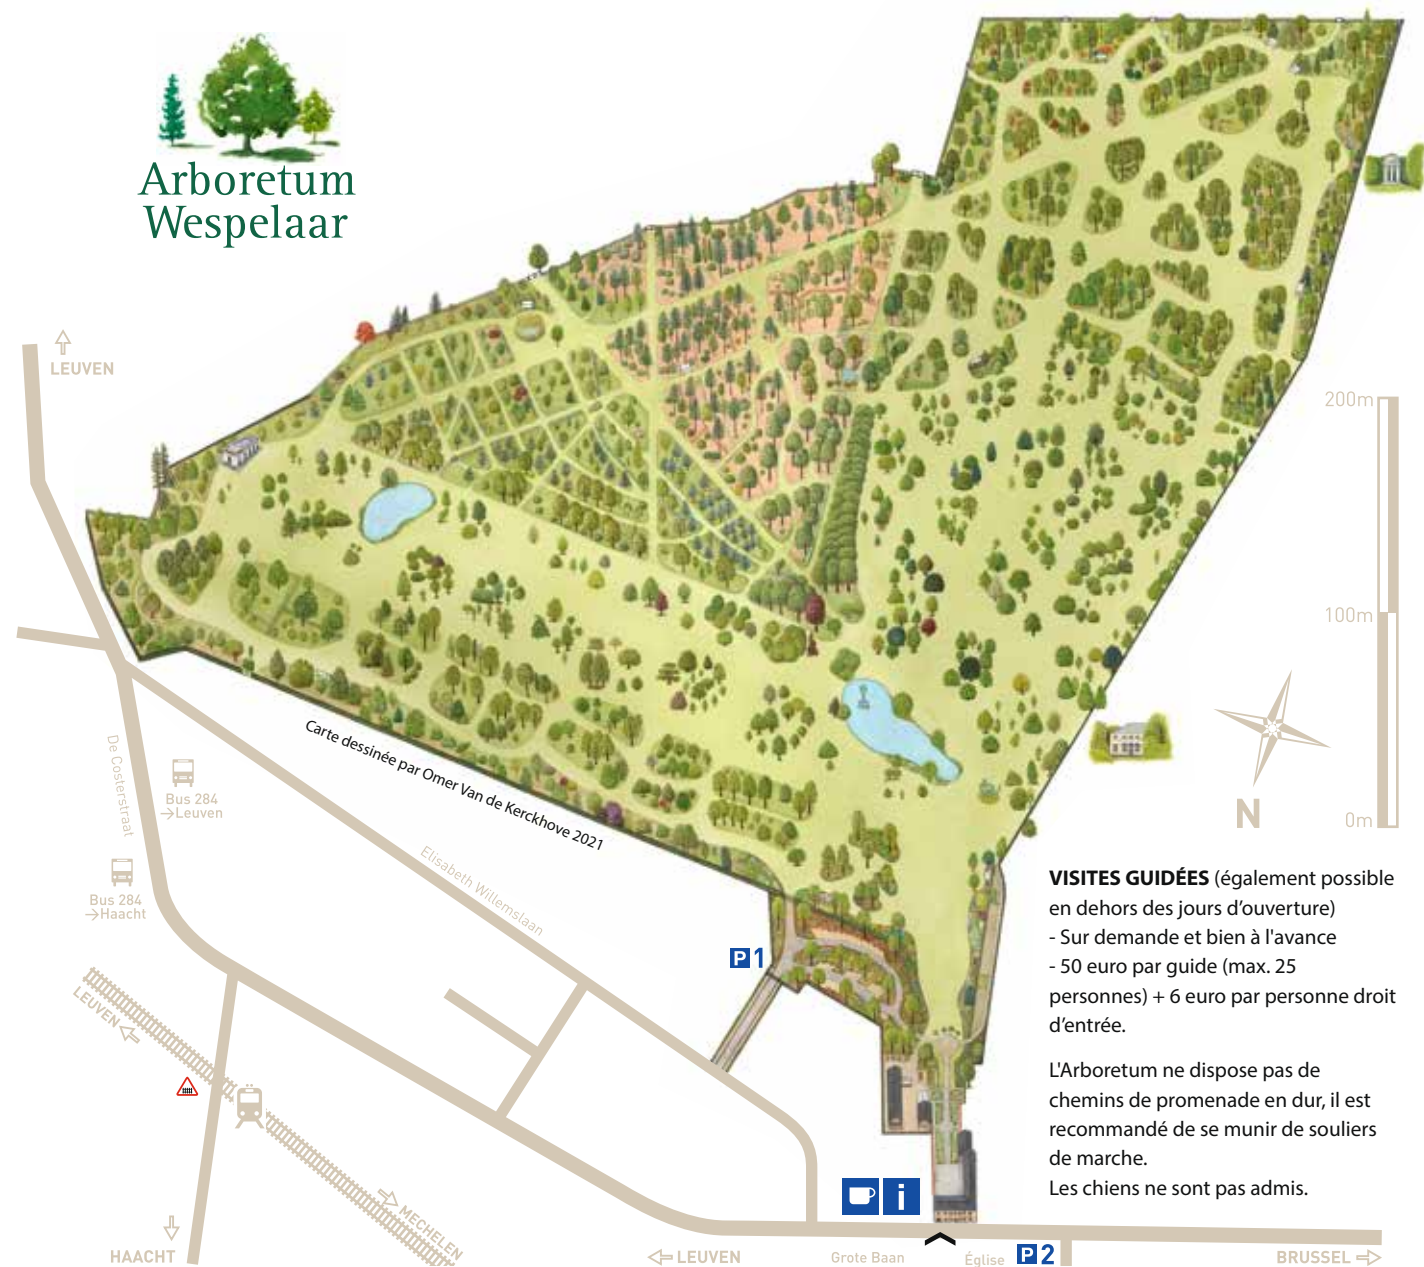 Arboretum
Wespelaar
LEUVEN
200m
100m
0m
N
Carte dessinée par Omer Van de Kerckhove 2021
De Costerstraat
Bus 284
→Leuven
Bus 284
→Haacht
Elisabeth Willemslaan
P 1
VISITES GUIDÉES (également possible
en dehors des jours d’ouverture)
- Sur demande et bien à l'avance
- 50 euro par guide (max. 25
personnes) + 6 euro par personne droit
d’entrée.
L'Arboretum ne dispose pas de
chemins de promenade en dur, il est
recommandé de se munir de souliers
de marche.
Les chiens ne sont pas admis.
LEUVEN
MECHELEN
HAACHT
i
LEUVEN
Grote Baan
Église
P 2
BRUSSEL